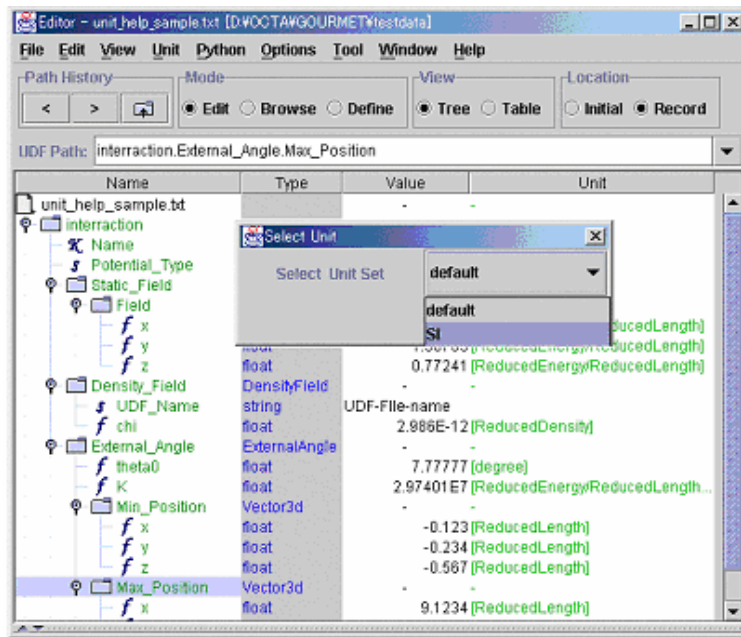 Editor - unit_help_sample.txt [D:¥OCTA¥GOURMET¥testdata]
File Edit View Unit Python Options Tool Window Help
Path History Mode View Location
< > Edit Browse Define Tree Table Initial Record
UDF Path: interraction.External_Angle.Max_Position
Name Type Value Unit
unit_help_sample.txt - -
interraction
Select Unit
Name
Potential_Type
Select Unit Set default
Static_Field
Field
default
x ducedLength]
SI
y float [ReducedEnergy/ReducedLength]
z float 0.77241 [ReducedEnergy/ReducedLength]
Density_Field DensityField - -
UDF_Name string UDF-File-name
chi float 2.986E-12 [ReducedDensity]
External_Angle ExternalAngle - -
theta0 float 7.77777 [degree]
K float 2.97401E7 [ReducedEnergy/ReducedLength...
Min_Position Vector3d - -
x float -0.123 [ReducedLength]
y float -0.234 [ReducedLength]
z float -0.567 [ReducedLength]
Max_Position Vector3d - -
x float 9.1234 [ReducedLength]